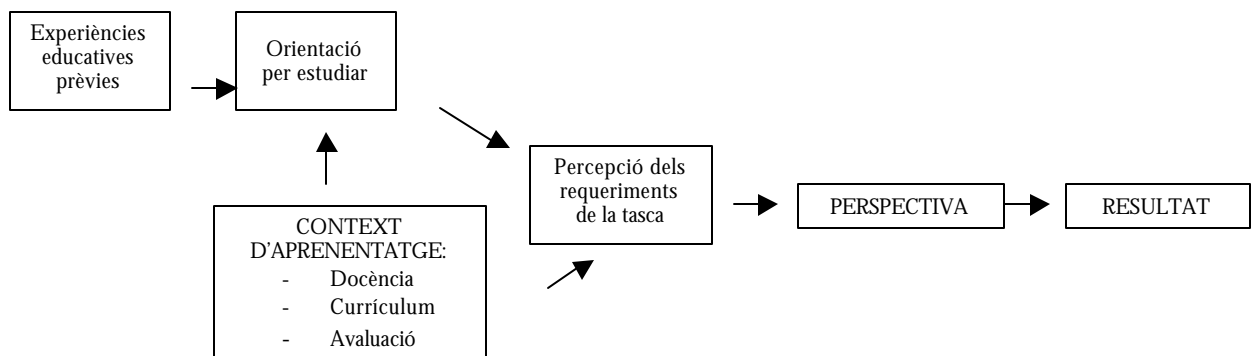 Experiències
educatives
prèvies
Orientació
per estudiar
Percepció dels
requeriments
de la tasca
PERSPECTIVA
RESULTAT
CONTEXT
D'APRENENTATGE:
- Docència
- Currículum
- Avaluació